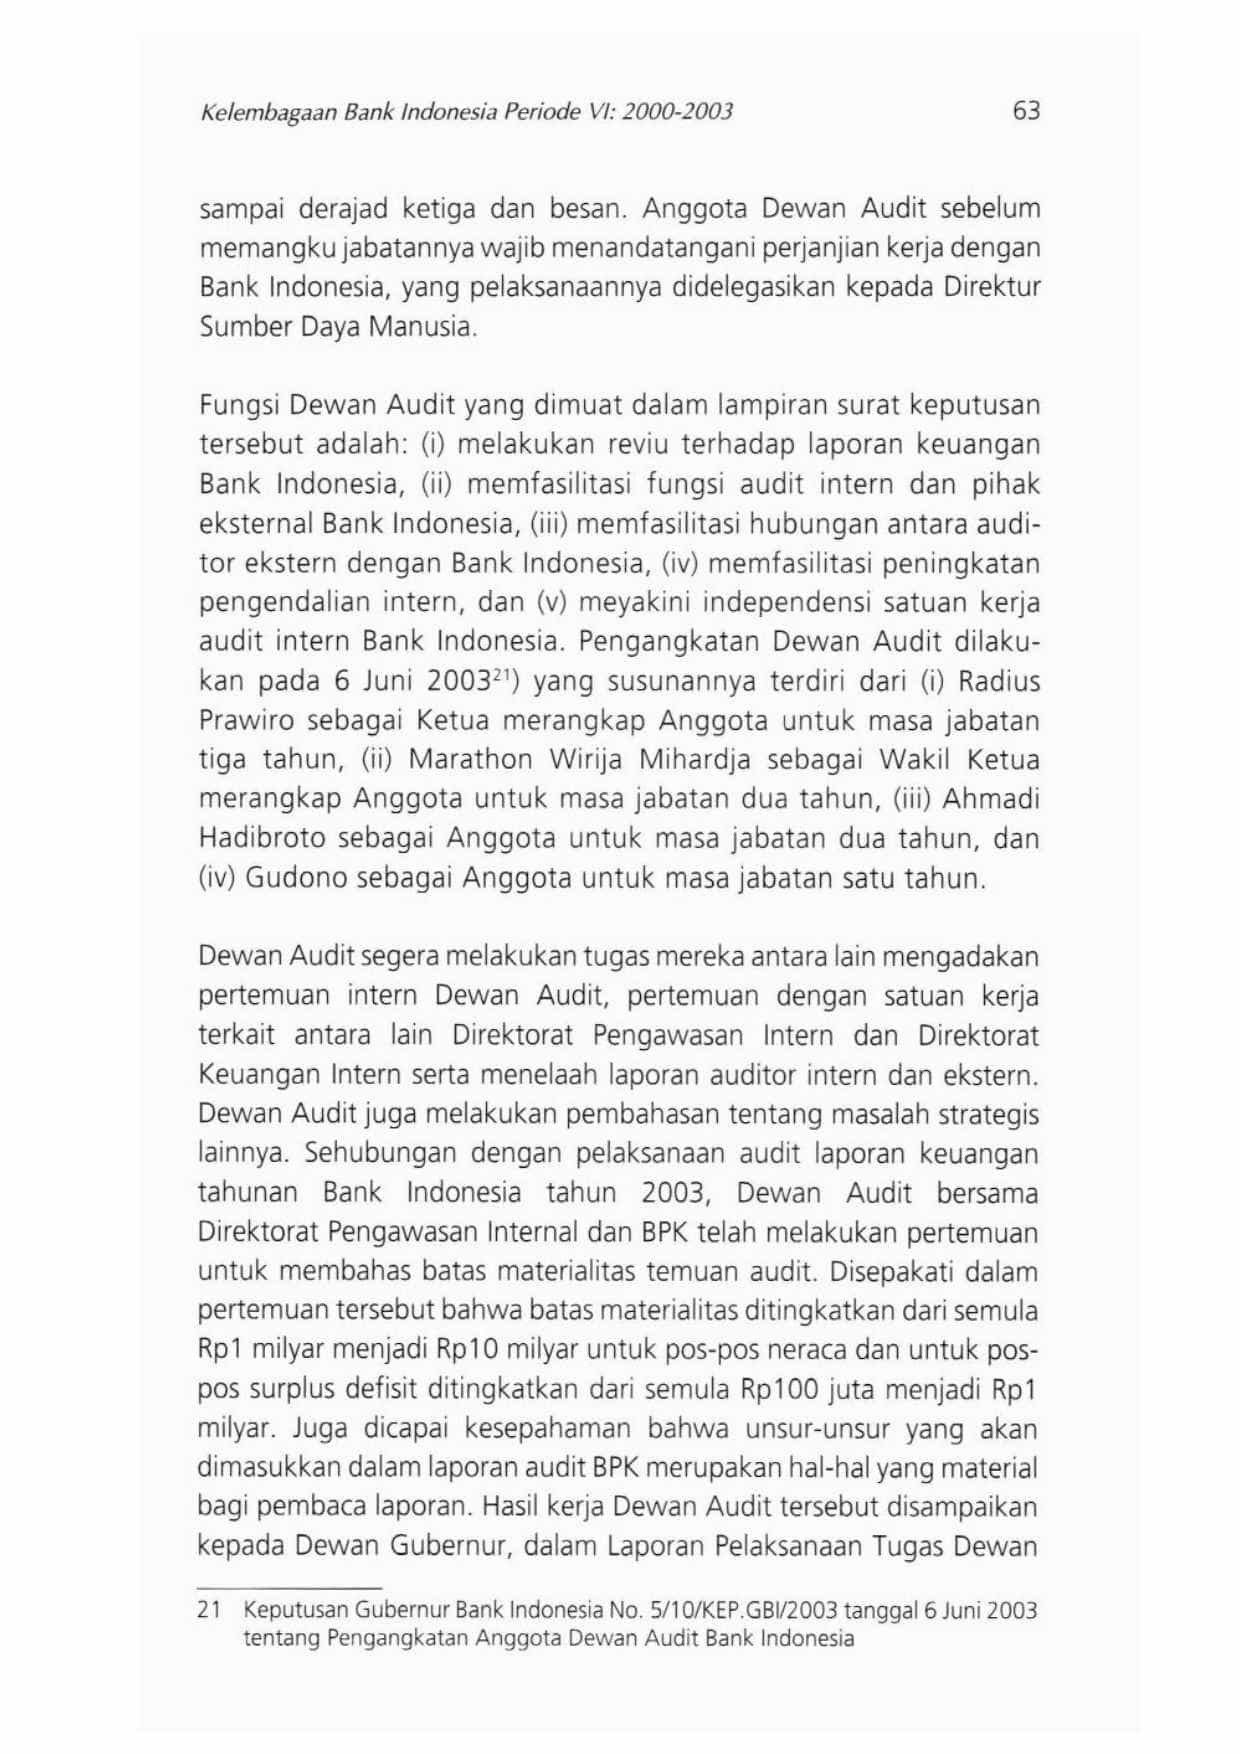 Kelembagaan Bank Indonesia Periode VI: 2000-2003 63
sampai derajad ketiga dan besan. Anggota Dewan Audit sebelum
memangku jabatannya wajib menandatangani perjanjian kerja dengan
Bank Indonesia, yang pelaksanaannya didelegasikan kepada Direktur
Sumber Daya Manusia.
Fungsi Dewan Audit yang dimuat dalam lampiran surat keputusan
tersebut adalah: (i) melakukan reviu terhadap laporan keuangan
Bank Indonesia, (ii) memfasilitasi fungsi audit intern dan pihak
eksternal Bank Indonesia, (iii) memfasilitasi hubungan antara audi-
tor ekstern dengan Bank Indonesia, (iv) memfasilitasi peningkatan
pengendalian intern, dan (v) meyakini independensi satuan kerja
audit intern Bank Indonesia. Pengangkatan Dewan Audit dilaku-
kan pada 6 Juni 2003²¹) yang susunannya terdiri dari (i) Radius
Prawiro sebagai Ketua merangkap Anggota untuk masa jabatan
tiga tahun, (ii) Marathon Wirija Mihardja sebagai Wakil Ketua
merangkap Anggota untuk masa jabatan dua tahun, (iii) Ahmadi
Hadibroto sebagai Anggota untuk masa jabatan dua tahun, dan
(iv) Gudono sebagai Anggota untuk masa jabatan satu tahun.
Dewan Audit segera melakukan tugas mereka antara lain mengadakan
pertemuan intern Dewan Audit, pertemuan dengan satuan kerja
terkait antara lain Direktorat Pengawasan Intern dan Direktorat
Keuangan Intern serta menelaah laporan auditor intern dan ekstern.
Dewan Audit juga melakukan pembahasan tentang masalah strategis
lainnya. Sehubungan dengan pelaksanaan audit laporan keuangan
tahunan Bank Indonesia tahun 2003, Dewan Audit bersama
Direktorat Pengawasan Internal dan BPK telah melakukan pertemuan
untuk membahas batas materialitas temuan audit. Disepakati dalam
pertemuan tersebut bahwa batas materialitas ditingkatkan dari semula
Rp1 milyar menjadi Rp10 milyar untuk pos-pos neraca dan untuk pos-
pos surplus defisit ditingkatkan dari semula Rp100 juta menjadi Rp1
milyar. Juga dicapai kesepahaman bahwa unsur-unsur yang akan
dimasukkan dalam laporan audit BPK merupakan hal-hal yang material
bagi pembaca laporan. Hasil kerja Dewan Audit tersebut disampaikan
kepada Dewan Gubernur, dalam Laporan Pelaksanaan Tugas Dewan
21 Keputusan Gubernur Bank Indonesia No. 5/10/KEP.GBI/2003 tanggal 6 Juni 2003
tentang Pengangkatan Anggota Dewan Audit Bank Indonesia